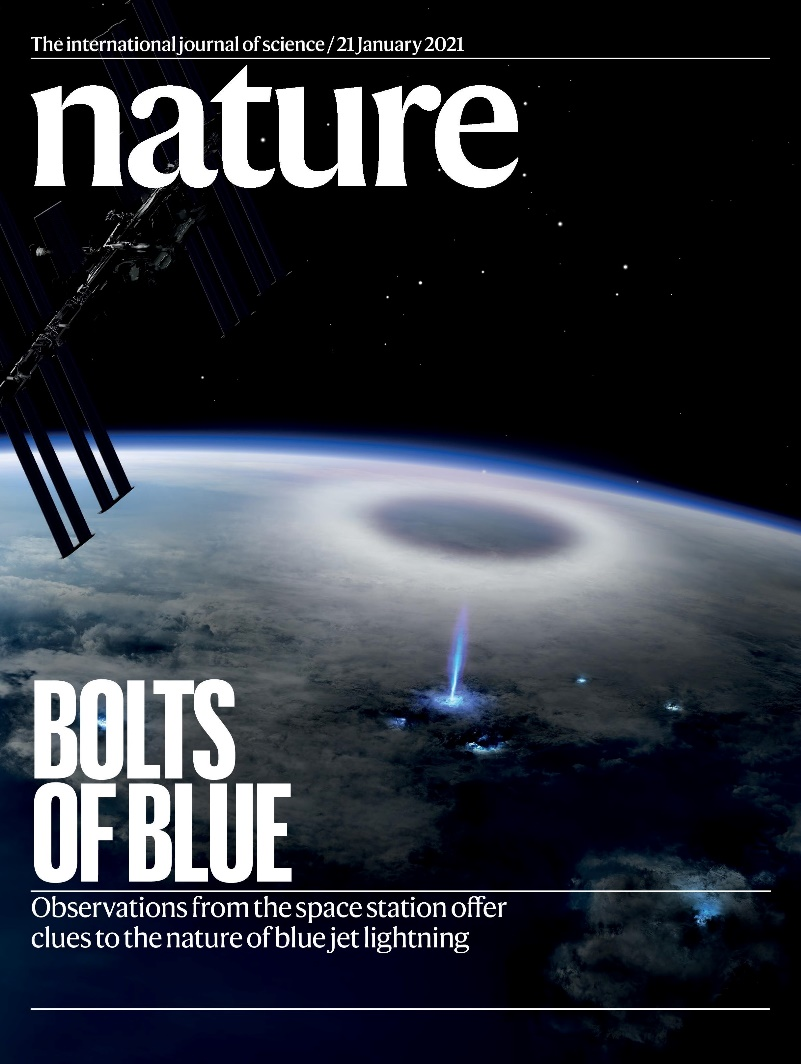 The international journal of science / 21 January 2021
nature
BOLTS
OF BLUE
Observations from the space station offer
clues to the nature of blue jet lightning